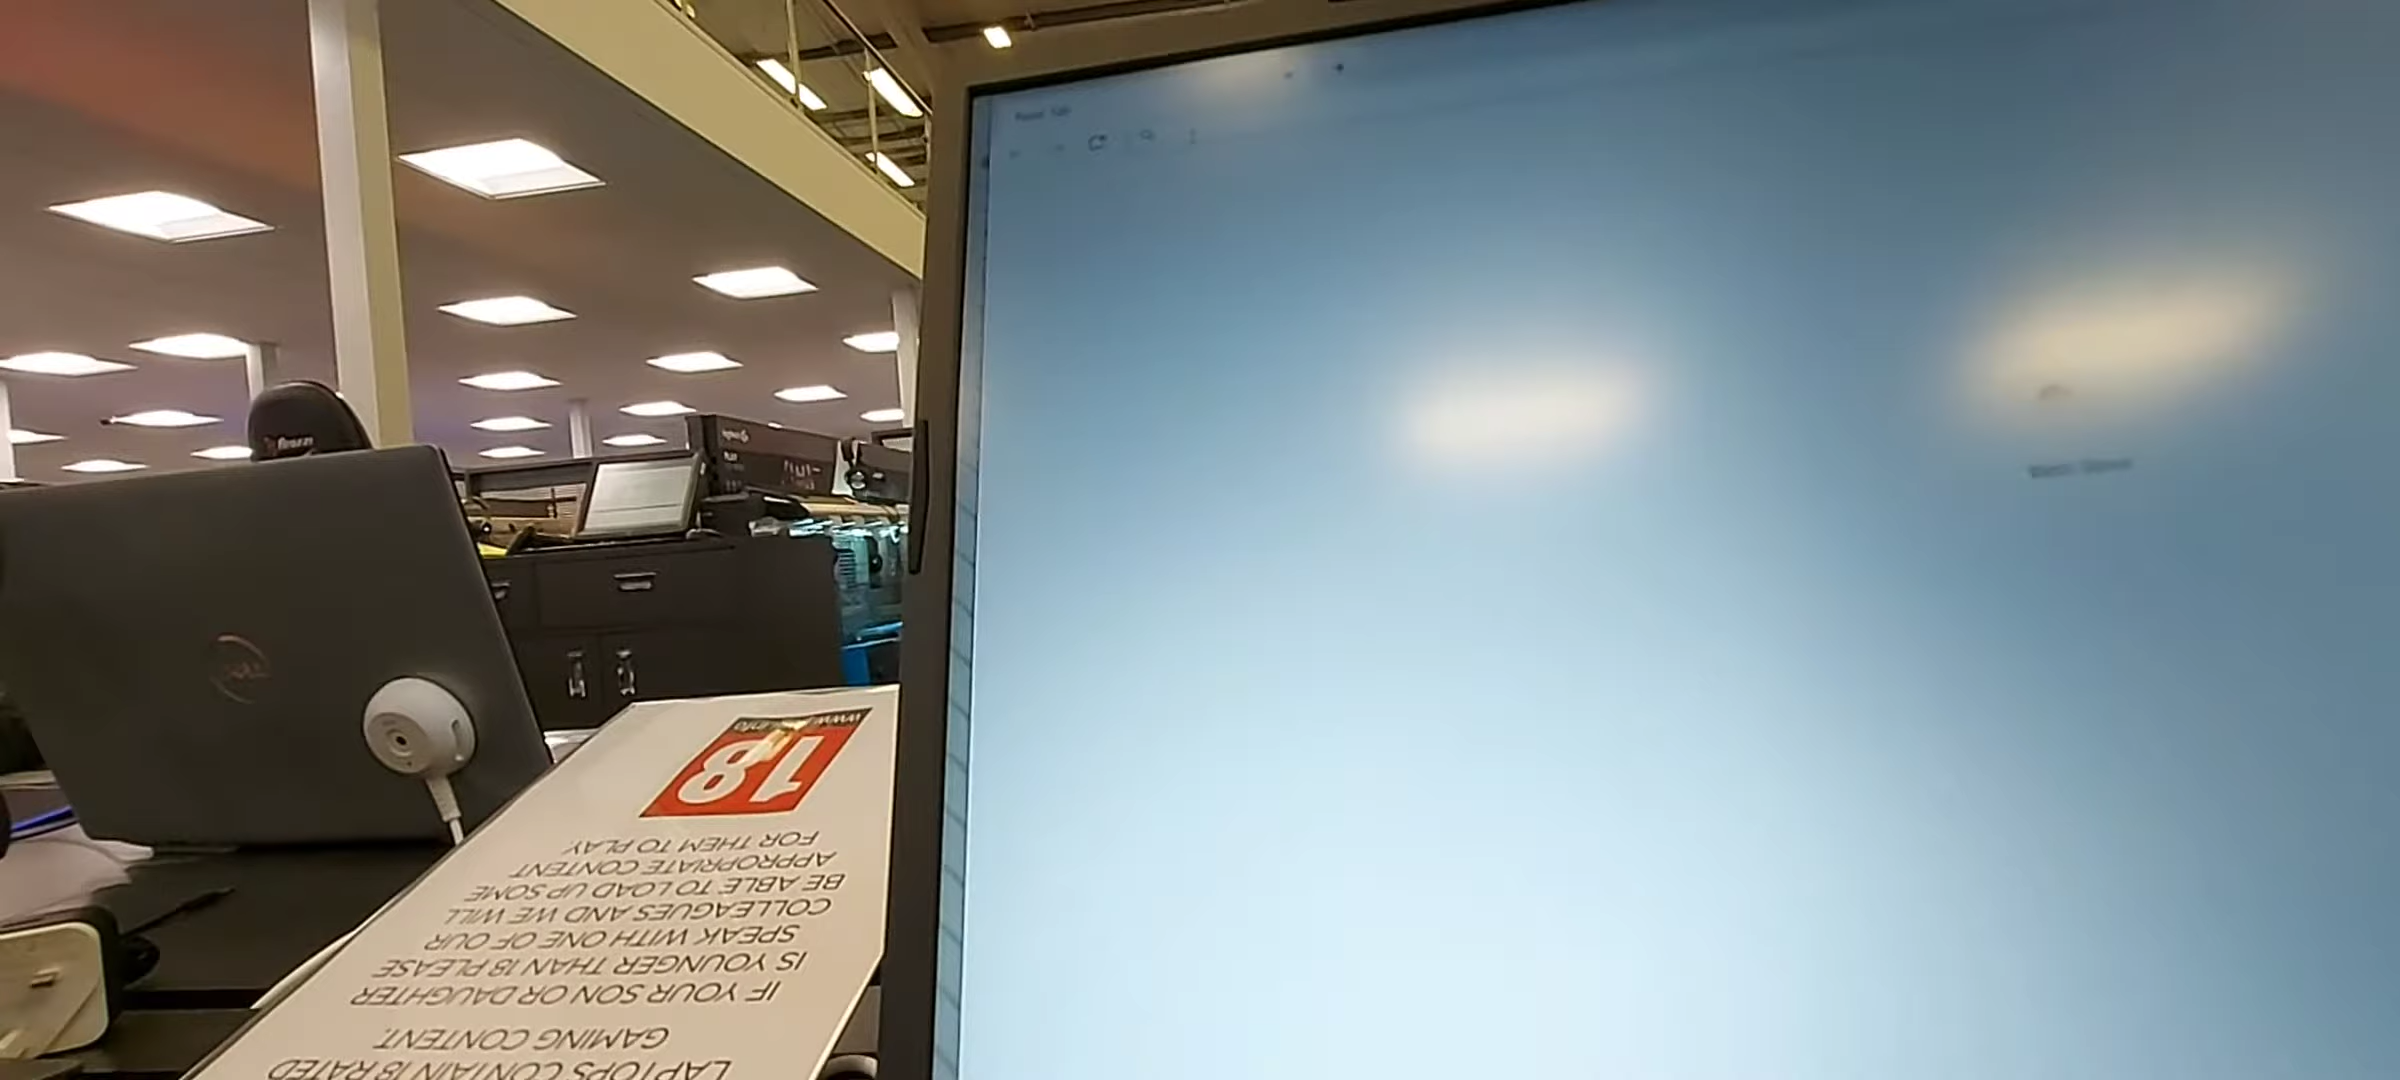 LAPTOPS CONTAIN 18 RATED
GAMING CONTENT.
IF YOUR SON OR DAUGHTER
IS YOUNGER THAN 18 PLEASE
SPEAK WITH ONE OF OUR
COLLEAGUES AND WE WILL
BE ABLE TO LOAD UP SOME
APPROPRIATE CONTENT
FOR THEM TO PLAY
18
www.
DELL